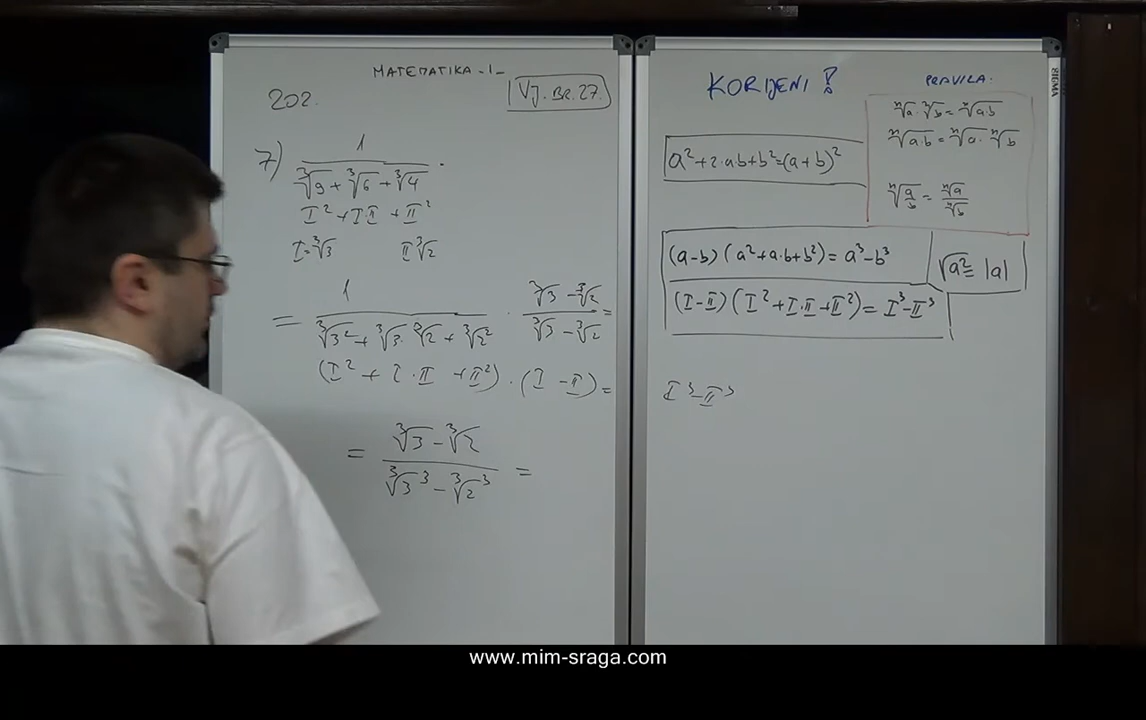 MATEMATIKA -1-
202.
VJ. BR. 27.
7) 1 / (∛9 + ∛6 + ∛4) ·
I² + I·II + II²
I = ∛3   II ∛2
= 1 / (∛3² + ∛3 · ∛2 + ∛2²) · (∛3 - ∛2) / (∛3 - ∛2) =
(I² + I · II + II²) · (I - II) =
= (∛3 - ∛2) / (∛3³ - ∛2³) =
KORIJENI !
PRAVILA.
ⁿ√a · ⁿ√b = ⁿ√a·b
ⁿ√a·b = ⁿ√a · ⁿ√b
ⁿ√(a/b) = ⁿ√a / ⁿ√b
a² + 2·ab + b² = (a + b)²
(a-b) (a² + a·b + b²) = a³ - b³
√a² = |a|
(I - II) (I² + I·II + II²) = I³ - II³
I³ - II³
SIGMA
www.mim-sraga.com